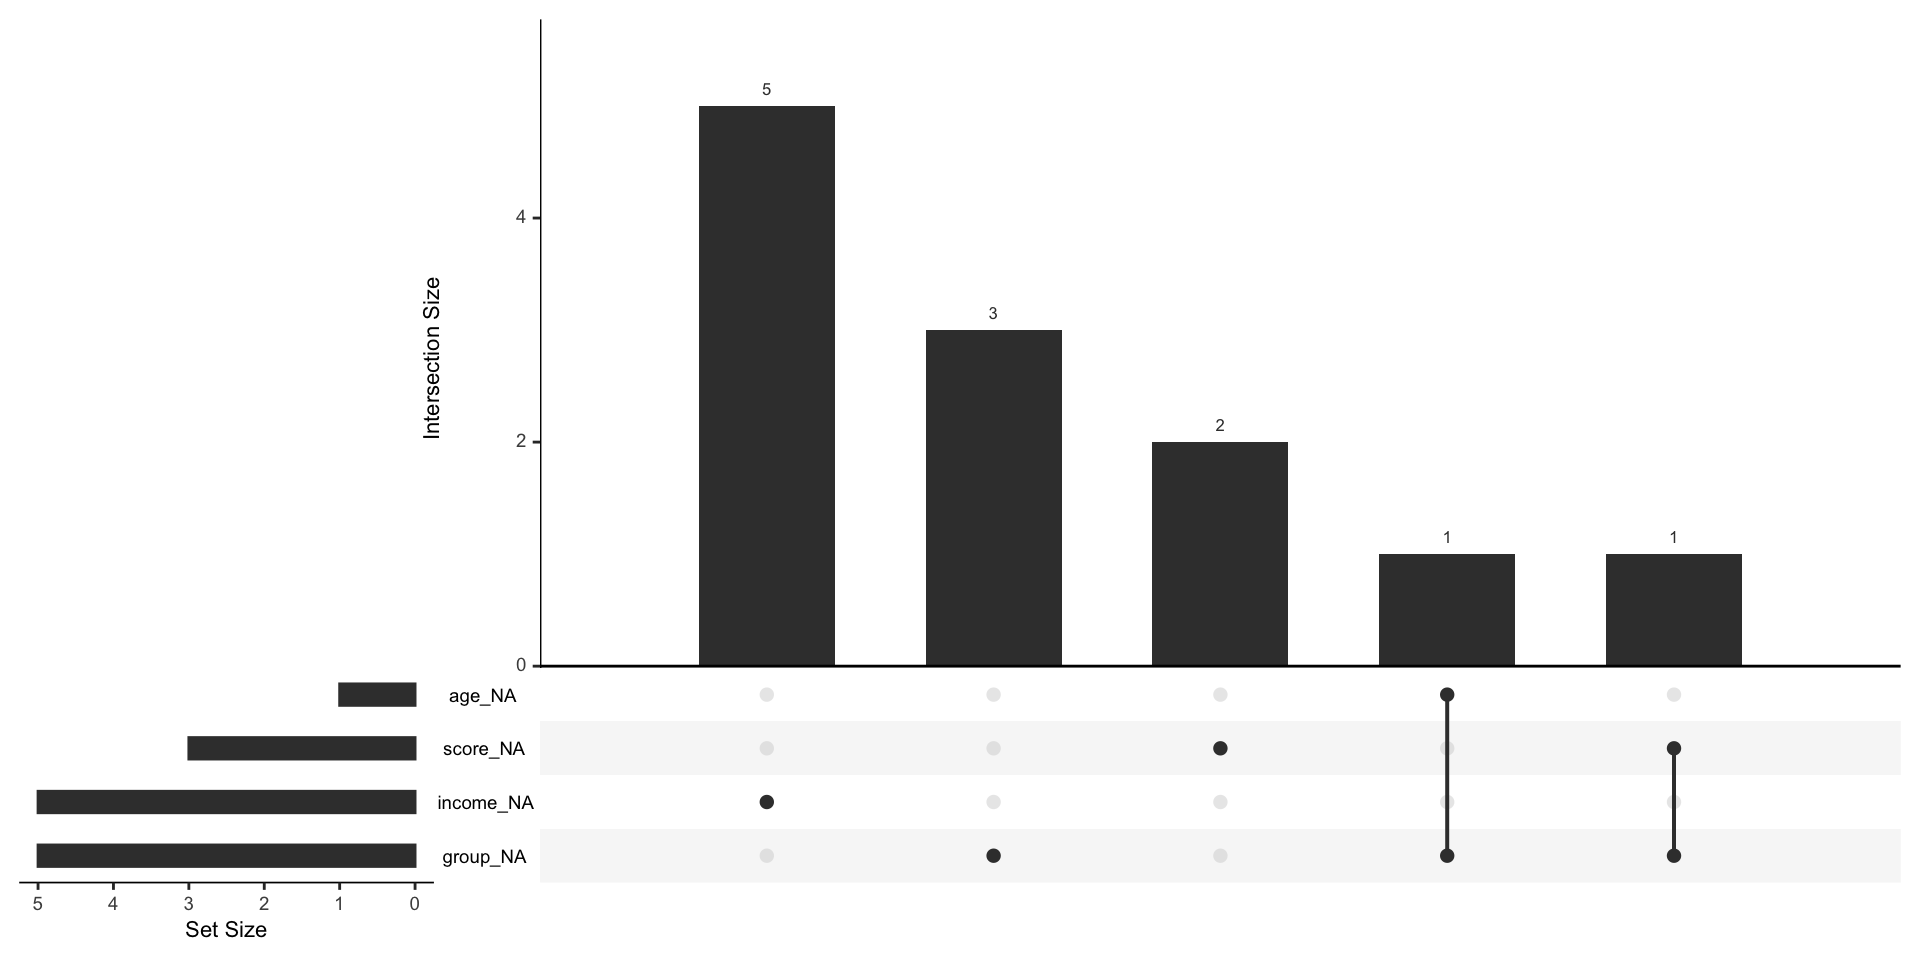 5
3
2
1
1
4
2
0
Intersection Size
age_NA
score_NA
income_NA
group_NA
5 4 3 2 1 0
Set Size